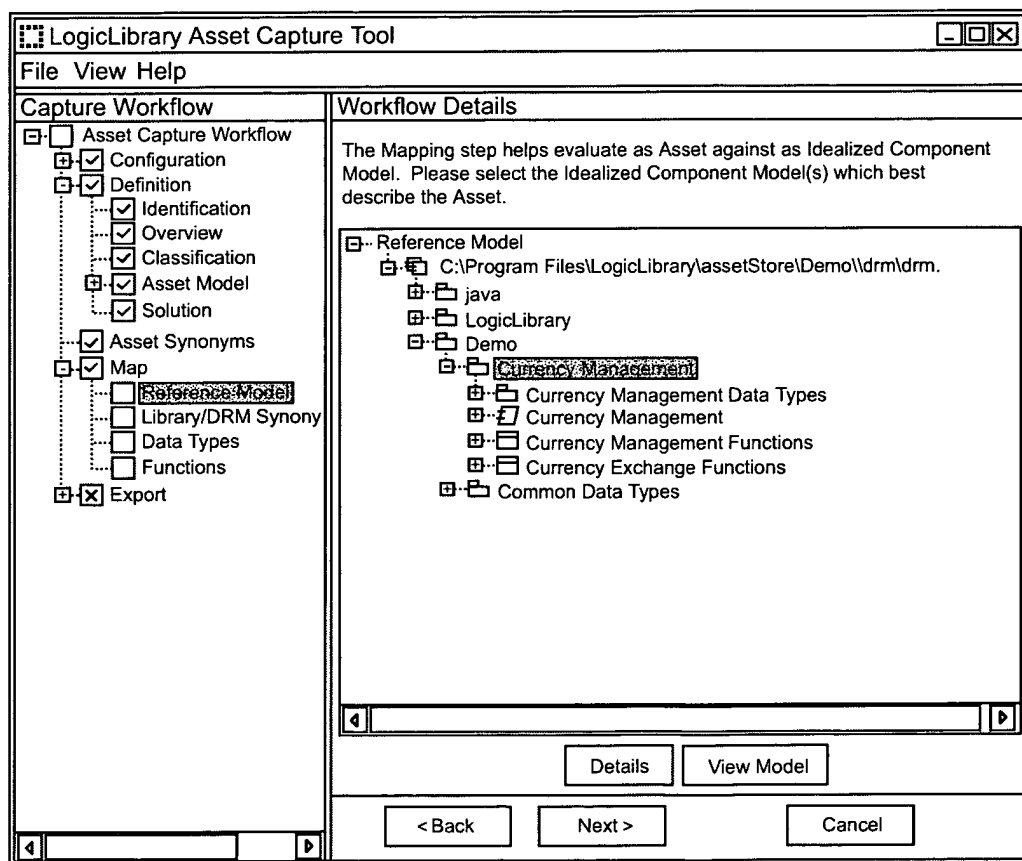 LogicLibrary Asset Capture Tool
File View Help
Capture Workflow
Asset Capture Workflow
Configuration
Definition
Identification
Overview
Classification
Asset Model
Solution
Asset Synonyms
Map
Reference Model
Library/DRM Synony
Data Types
Functions
Export
Workflow Details
The Mapping step helps evaluate as Asset against as Idealized Component
Model. Please select the Idealized Component Model(s) which best
describe the Asset.
Reference Model
C:\Program Files\LogicLibrary\assetStore\Demo\\drm\drm.
java
LogicLibrary
Demo
Currency Management
Currency Management Data Types
Currency Management
Currency Management Functions
Currency Exchange Functions
Common Data Types
Details
View Model
< Back
Next >
Cancel